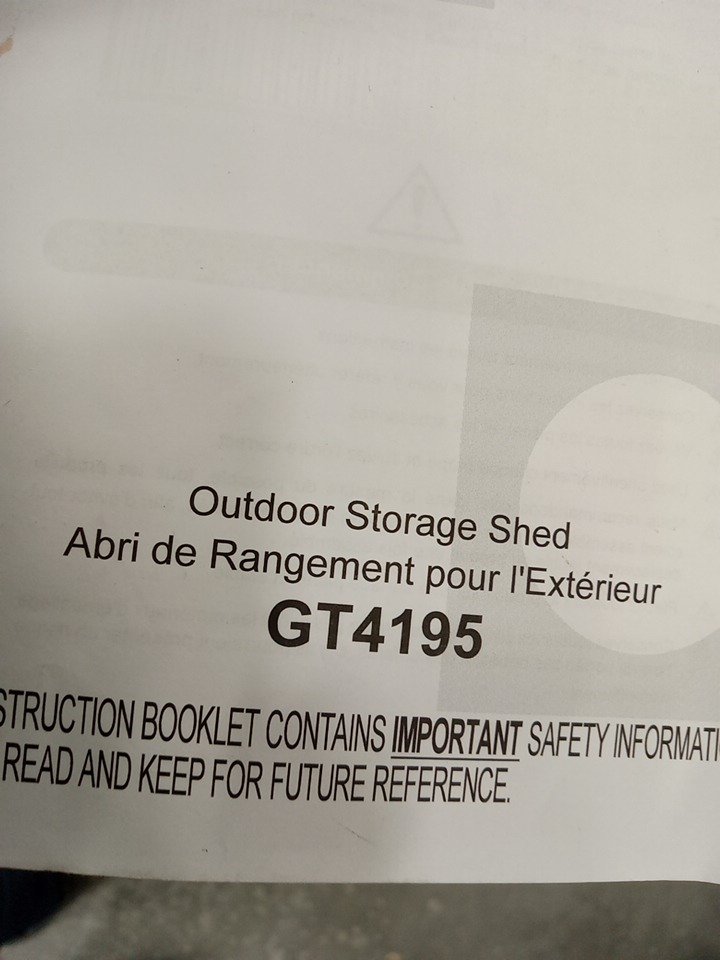 Outdoor Storage Shed
Abri de Rangement pour l'Extérieur
GT4195
STRUCTION BOOKLET CONTAINS IMPORTANT SAFETY INFORMATI
READ AND KEEP FOR FUTURE REFERENCE.